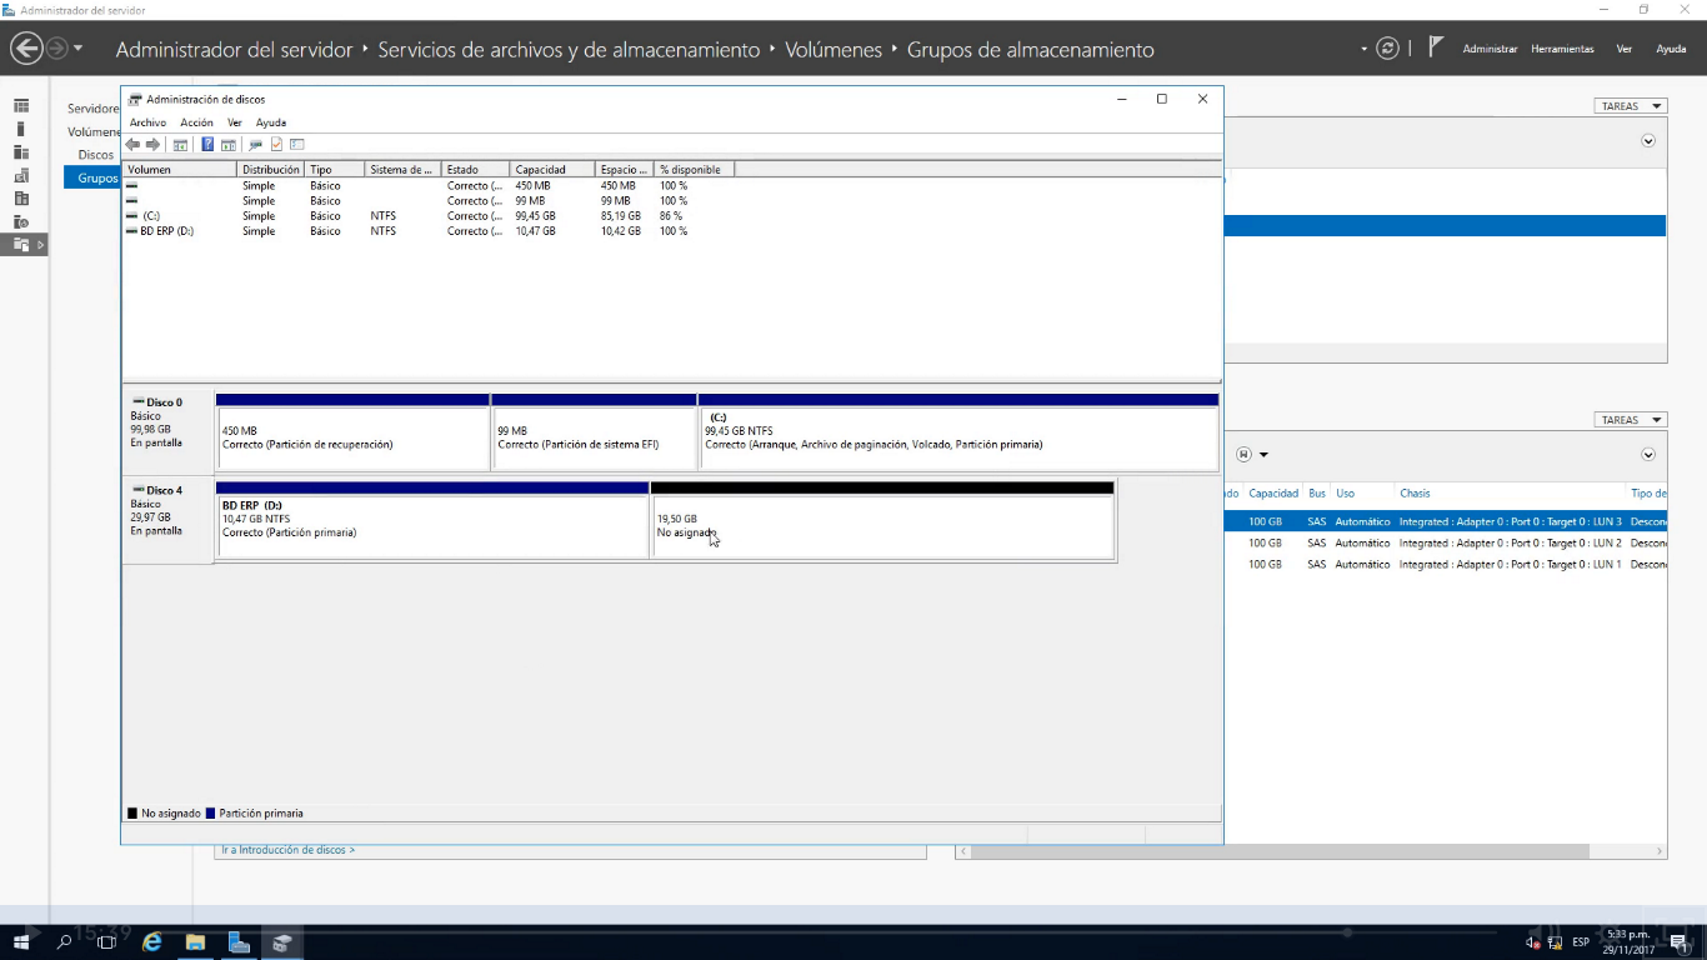 Administrador del servidor
Administrador del servidor ‣ Servicios de archivos y de almacenamiento ‣ Volúmenes ‣ Grupos de almacenamiento
Administrar Herramientas Ver Ayuda
Servidore
Volúmene
Discos
Grupos
TAREAS
Administración de discos
Archivo Acción Ver Ayuda
Volumen Distribución Tipo Sistema de ... Estado Capacidad Espacio ... % disponible
Simple Básico Correcto (... 450 MB 450 MB 100 %
Simple Básico Correcto (... 99 MB 99 MB 100 %
(C:) Simple Básico NTFS Correcto (... 99,45 GB 85,19 GB 86 %
BD ERP (D:) Simple Básico NTFS Correcto (... 10,47 GB 10,42 GB 100 %
Disco 0
Básico
99,98 GB
En pantalla
450 MB
Correcto (Partición de recuperación)
99 MB
Correcto (Partición de sistema EFI)
(C:)
99,45 GB NTFS
Correcto (Arranque, Archivo de paginación, Volcado, Partición primaria)
Disco 4
Básico
29,97 GB
En pantalla
BD ERP (D:)
10,47 GB NTFS
Correcto (Partición primaria)
19,50 GB
No asignado
No asignado Partición primaria
TAREAS
do Capacidad Bus Uso Chasis Tipo de
100 GB SAS Automático Integrated : Adapter 0 : Port 0 : Target 0 : LUN 3 Descone
100 GB SAS Automático Integrated : Adapter 0 : Port 0 : Target 0 : LUN 2 Descone
100 GB SAS Automático Integrated : Adapter 0 : Port 0 : Target 0 : LUN 1 Descone
Ir a Introducción de discos >
15:39
ESP
5:33 p.m.
29/11/2017
1